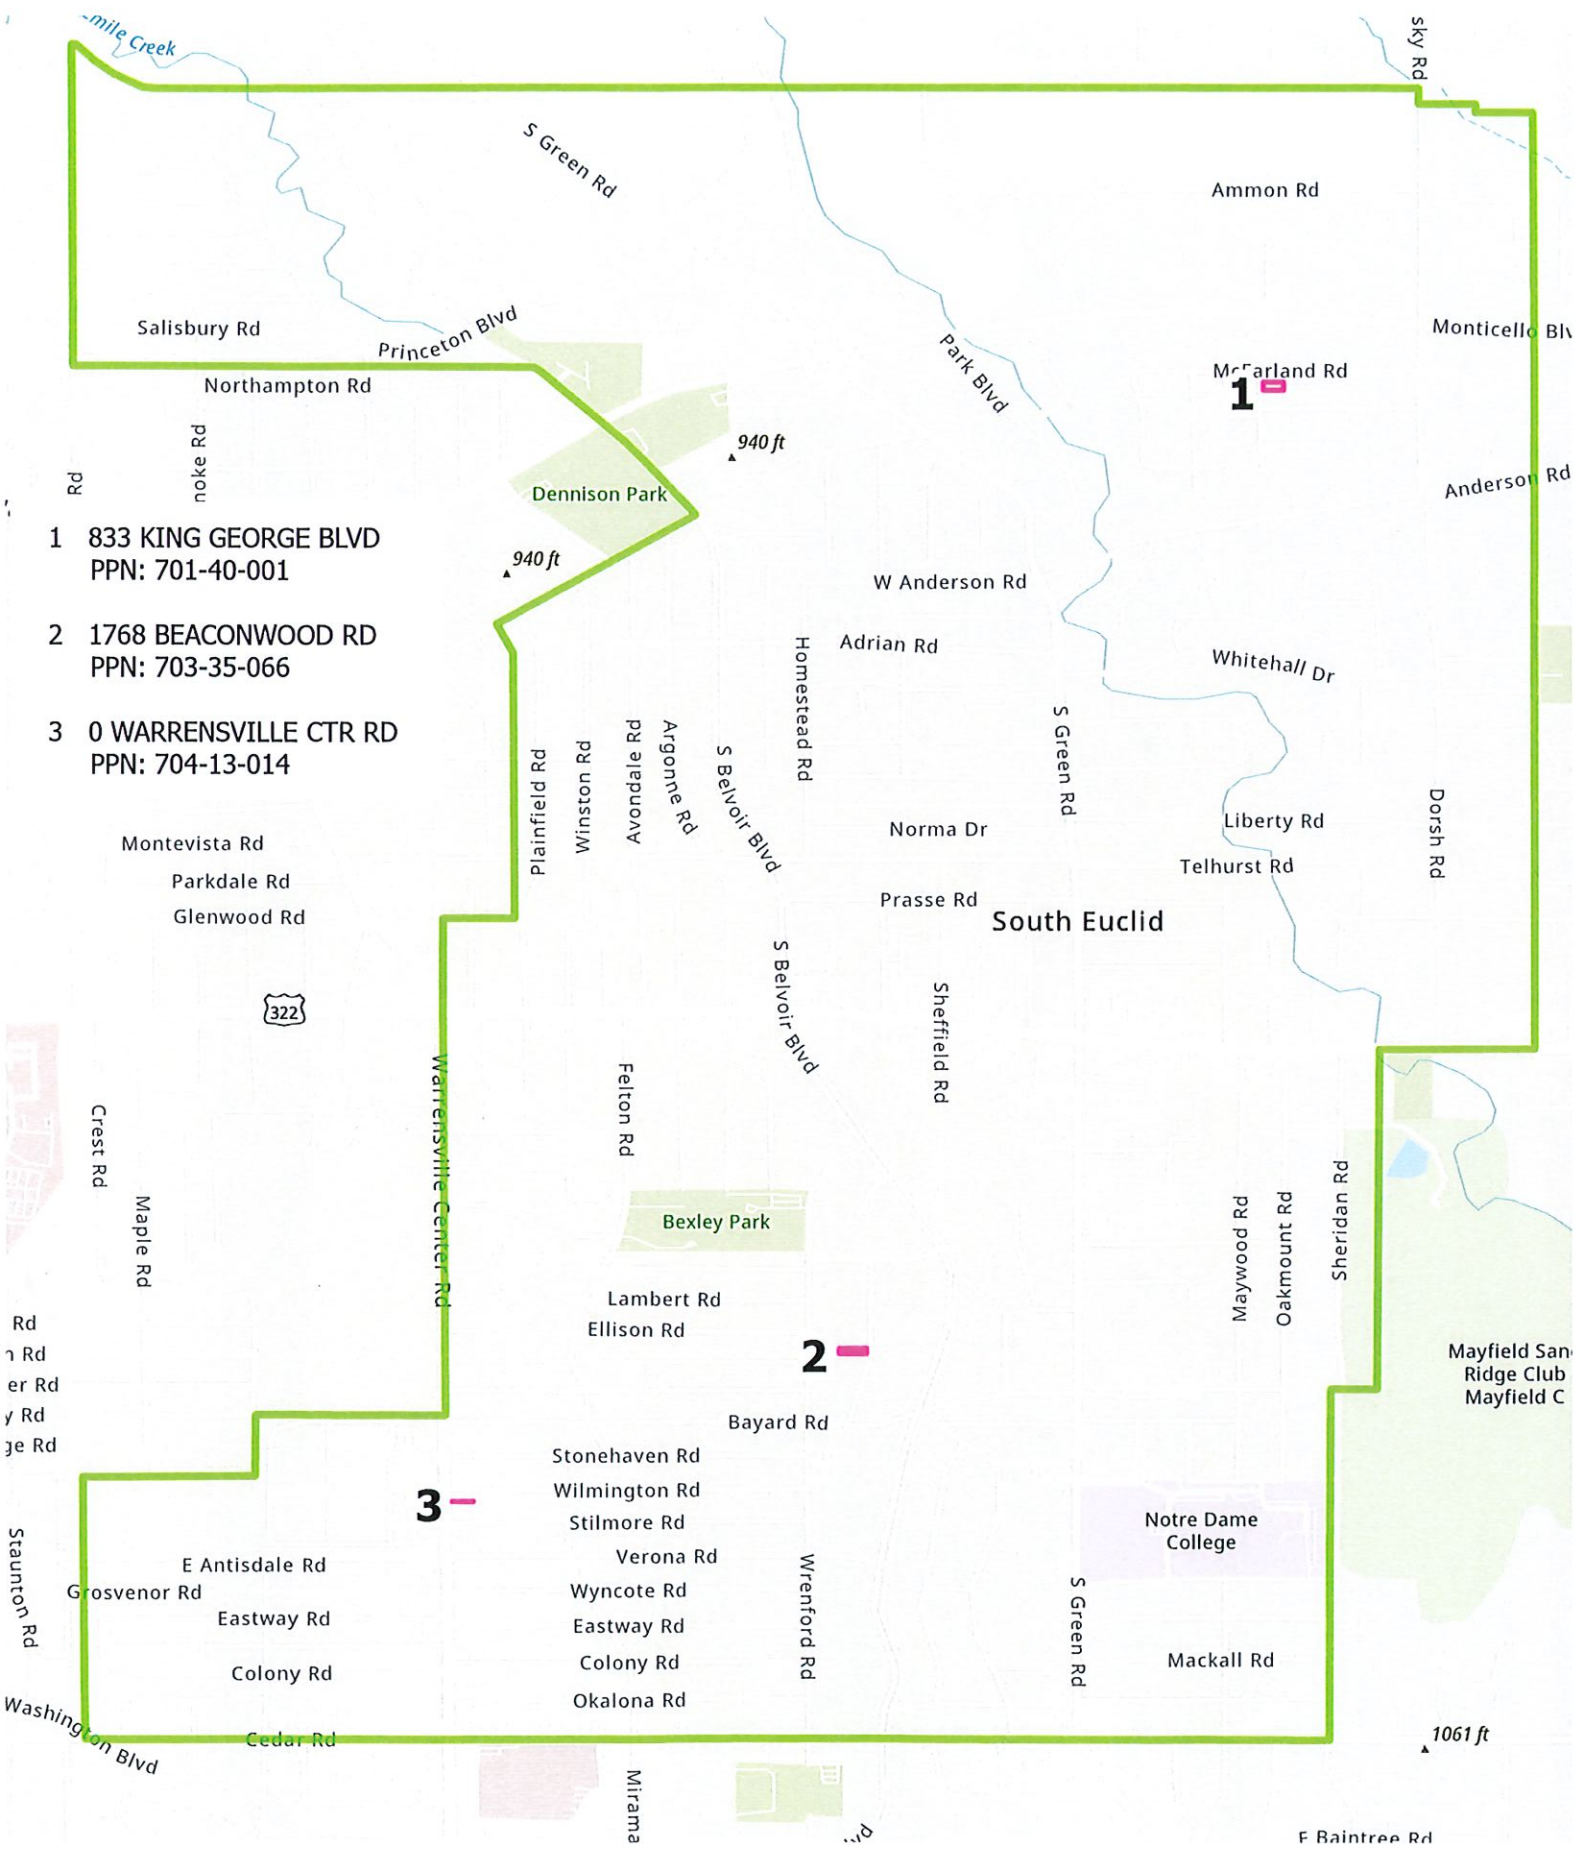 mile Creek
sky Rd
S Green Rd
Ammon Rd
Salisbury Rd
Princeton Blvd
Monticello Blv
Park Blvd
McFarland Rd
1
Northampton Rd
940 ft
noke Rd
Rd
Dennison Park
Anderson Rd
1 833 KING GEORGE BLVD
PPN: 701-40-001
940 ft
W Anderson Rd
2 1768 BEACONWOOD RD
PPN: 703-35-066
Adrian Rd
Homestead Rd
Whitehall Dr
3 0 WARRENSVILLE CTR RD
PPN: 704-13-014
Plainfield Rd
Winston Rd
Avondale Rd
Argonne Rd
S Belvoir Blvd
S Green Rd
Norma Dr
Liberty Rd
Dorsh Rd
Montevista Rd
Telhurst Rd
Parkdale Rd
Prasse Rd
Glenwood Rd
South Euclid
322
S Belvoir Blvd
Sheffield Rd
Warrensville Center Rd
Felton Rd
Crest Rd
Maple Rd
Bexley Park
Maywood Rd
Oakmount Rd
Sheridan Rd
Lambert Rd
Rd
Ellison Rd
n Rd
2
Mayfield San
Ridge Club
Mayfield C
er Rd
y Rd
Bayard Rd
ge Rd
Stonehaven Rd
Wilmington Rd
3
Stilmore Rd
Notre Dame
College
Staunton Rd
Verona Rd
E Antisdale Rd
Grosvenor Rd
Wyncote Rd
Wrenford Rd
S Green Rd
Eastway Rd
Eastway Rd
Colony Rd
Colony Rd
Mackall Rd
Okalona Rd
Washington Blvd
Cedar Rd
1061 ft
Mirama
lvd
E Baintree Rd